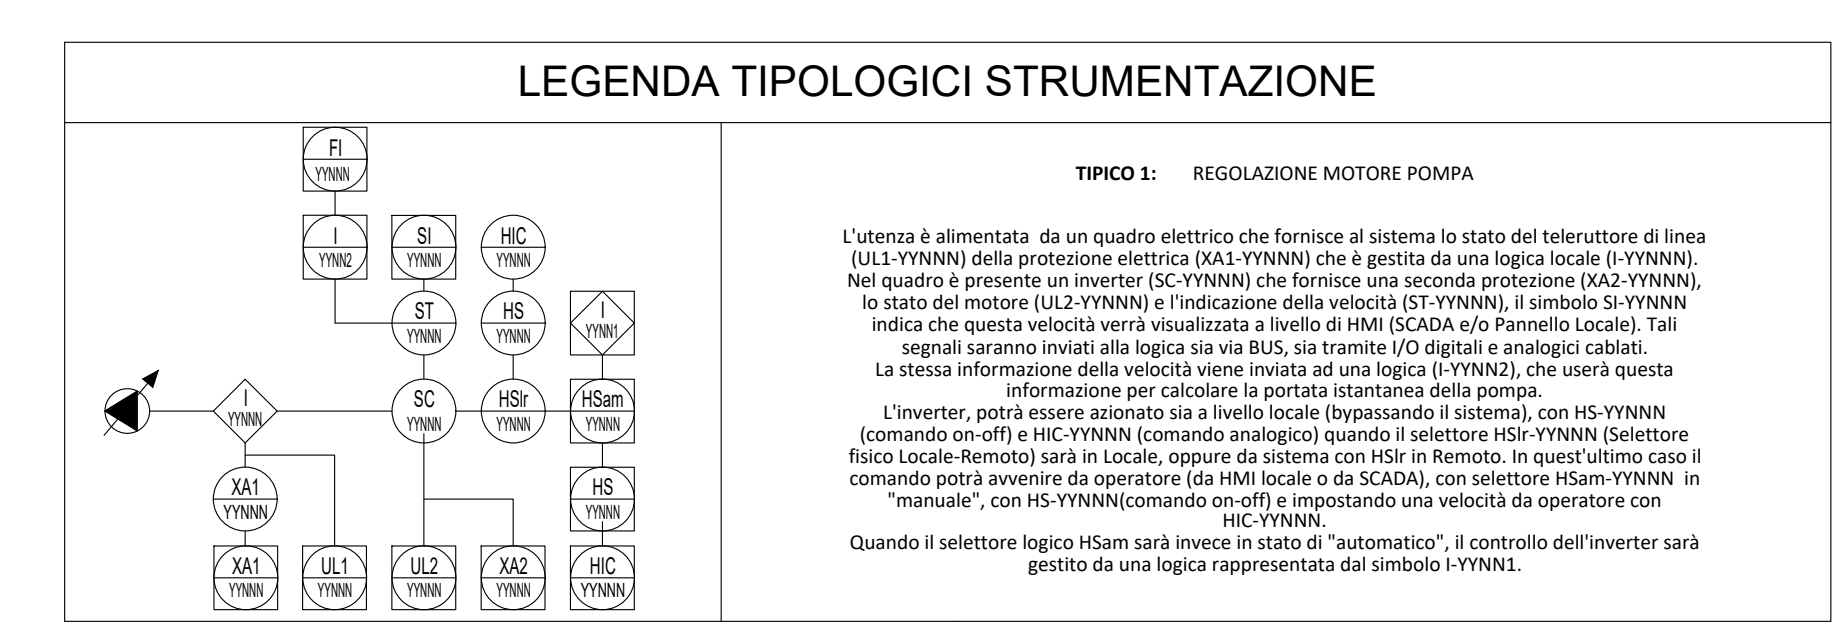 LEGENDA TIPOLOGICI STRUMENTAZIONE
FI
YYNNN
I
YYNN2
SI
YYNNN
HIC
YYNNN
ST
YYNNN
HS
YYNNN
I
YYNN1
I
YYNNN
SC
YYNNN
HSlr
YYNNN
HSam
YYNNN
XA1
YYNNN
HS
YYNNN
XA1
YYNNN
UL1
YYNNN
UL2
YYNNN
XA2
YYNNN
HIC
YYNNN
TIPICO 1: REGOLAZIONE MOTORE POMPA
L'utenza è alimentata da un quadro elettrico che fornisce al sistema lo stato del teleruttore di linea
(UL1-YYNNN) della protezione elettrica (XA1-YYNNN) che è gestita da una logica locale (I-YYNNN).
Nel quadro è presente un inverter (SC-YYNNN) che fornisce una seconda protezione (XA2-YYNNN),
lo stato del motore (UL2-YYNNN) e l'indicazione della velocità (ST-YYNNN), il simbolo SI-YYNNN
indica che questa velocità verrà visualizzata a livello di HMI (SCADA e/o Pannello Locale). Tali
segnali saranno inviati alla logica sia via BUS, sia tramite I/O digitali e analogici cablati.
La stessa informazione della velocità viene inviata ad una logica (I-YYNN2), che userà questa
informazione per calcolare la portata istantanea della pompa.
L'inverter, potrà essere azionato sia a livello locale (bypassando il sistema), con HS-YYNNN
(comando on-off) e HIC-YYNNN (comando analogico) quando il selettore HSlr-YYNNN (Selettore
fisico Locale-Remoto) sarà in Locale, oppure da sistema con HSlr in Remoto. In quest'ultimo caso il
comando potrà avvenire da operatore (da HMI locale o da SCADA), con selettore HSam-YYNNN in
"manuale", con HS-YYNNN(comando on-off) e impostando una velocità da operatore con
HIC-YYNNN.
Quando il selettore logico HSam sarà invece in stato di "automatico", il controllo dell'inverter sarà
gestito da una logica rappresentata dal simbolo I-YYNN1.